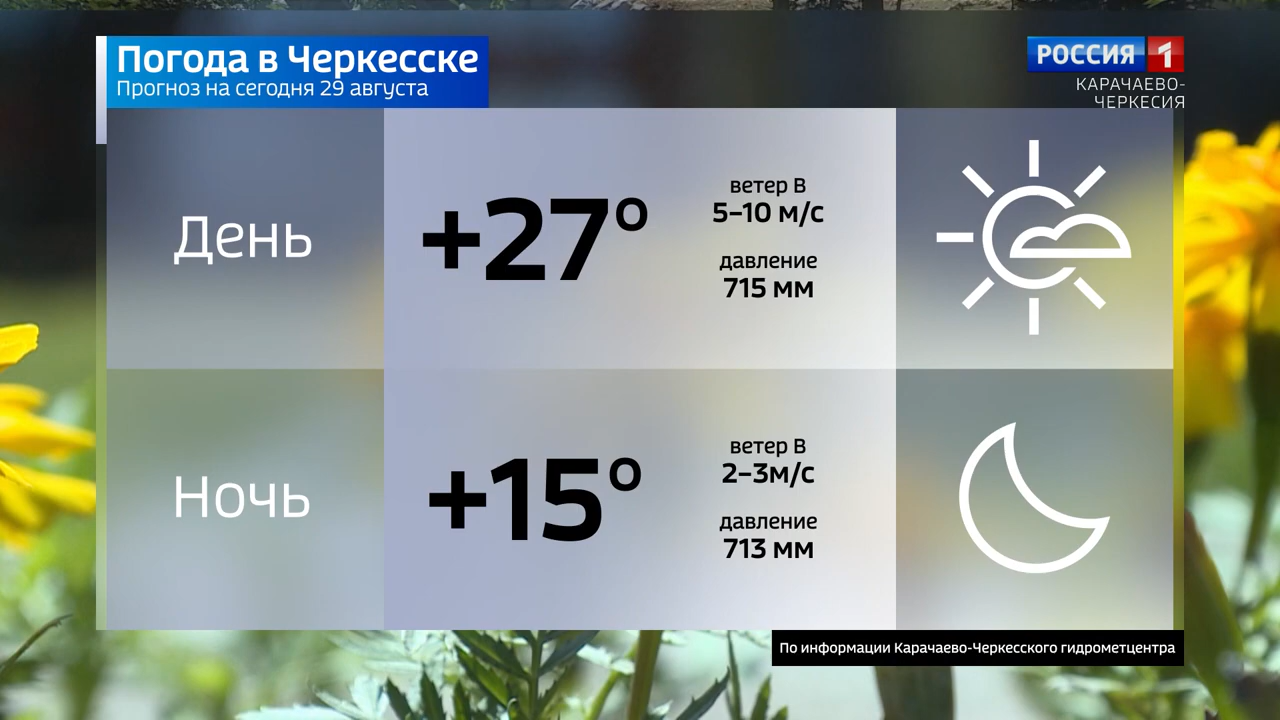 Погода в Черкесске
Прогноз на сегодня 29 августа
РОССИЯ 1
КАРАЧАЕВО-
ЧЕРКЕСИЯ
День
+27°
ветер В
5–10 м/с
давление
715 мм
Ночь
+15°
ветер В
2–3м/с
давление
713 мм
По информации Карачаево-Черкесского гидрометцентра